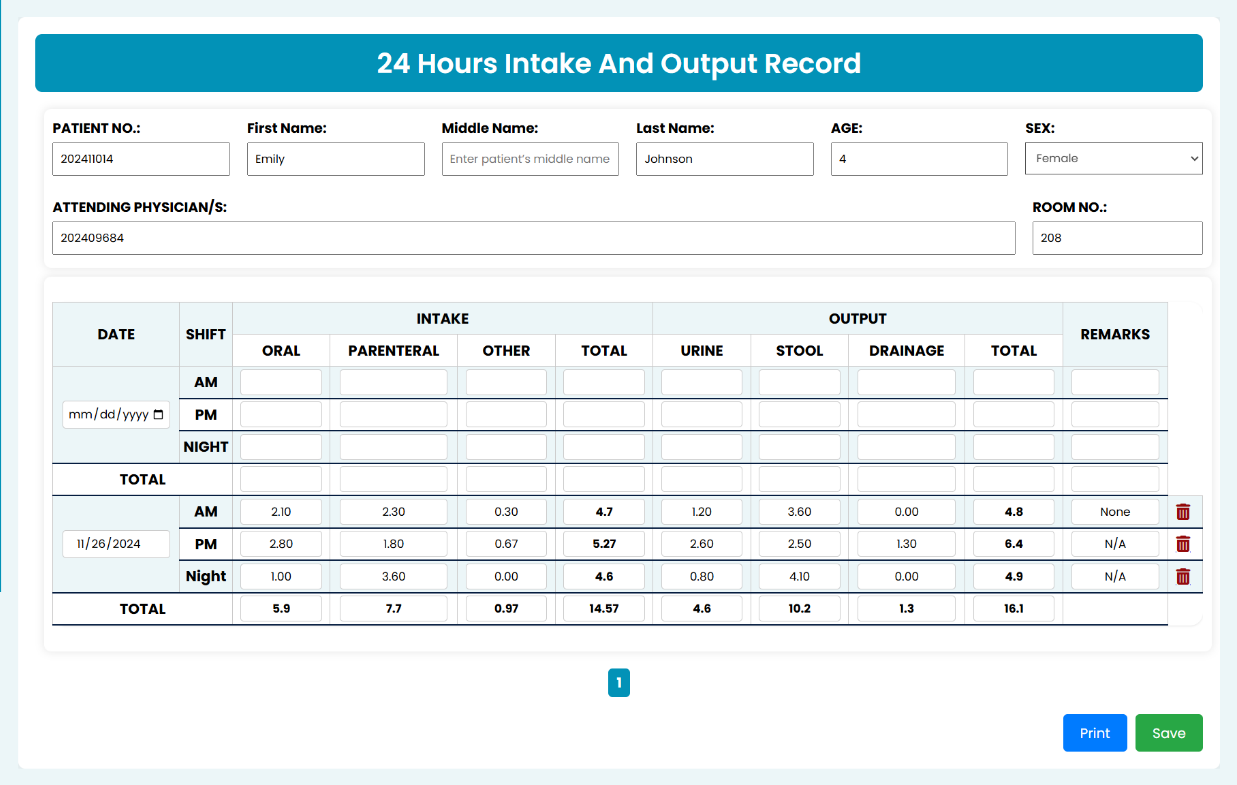 24 Hours Intake And Output Record
PATIENT NO.: First Name: Middle Name: Last Name: AGE: SEX:
202411014 Emily Enter patient's middle name Johnson 4 Female
ATTENDING PHYSICIAN/S: ROOM NO.:
202409684 208
DATE SHIFT INTAKE OUTPUT REMARKS
ORAL PARENTERAL OTHER TOTAL URINE STOOL DRAINAGE TOTAL
AM
mm/dd/yyyy PM
NIGHT
TOTAL
AM 2.10 2.30 0.30 4.7 1.20 3.60 0.00 4.8 None
11/26/2024 PM 2.80 1.80 0.67 5.27 2.60 2.50 1.30 6.4 N/A
Night 1.00 3.60 0.00 4.6 0.80 4.10 0.00 4.9 N/A
TOTAL 5.9 7.7 0.97 14.57 4.6 10.2 1.3 16.1
1
Print Save